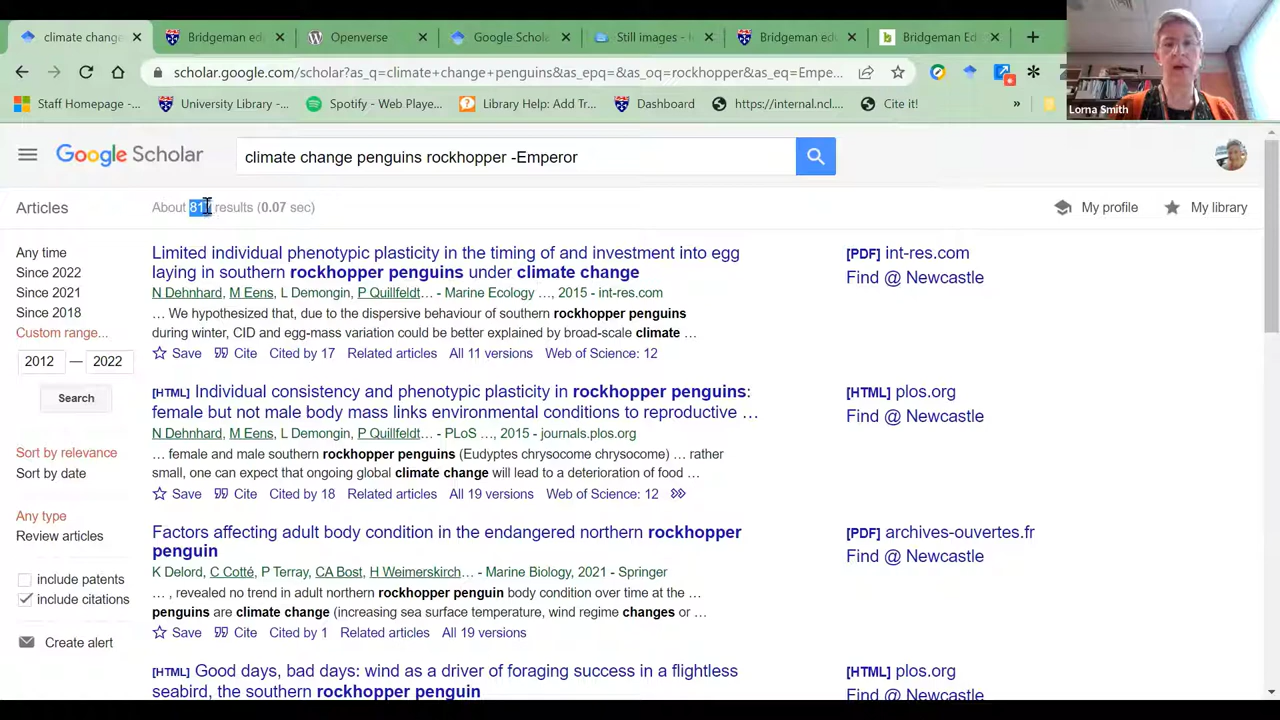 climate change
Bridgeman ed
Openverse
Google Schola
Still images -
Bridgeman edu
Bridgeman Ed
scholar.google.com/scholar?as_q=climate+change+penguins&as_epq=&as_oq=rockhopper&as_eq=Empe...
Staff Homepage -...
University Library -...
Spotify - Web Playe...
Library Help: Add Tr...
Dashboard
https://internal.ncl....
Cite it!
»
Lorna Smith
Google Scholar
climate change penguins rockhopper -Emperor
Articles
About results (0.07 sec)
My profile
My library
Any time
Since 2022
Since 2021
Since 2018
Custom range...
2012 — 2022
Search
Sort by relevance
Sort by date
Any type
Review articles
include patents
include citations
Create alert
Limited individual phenotypic plasticity in the timing of and investment into egg
laying in southern rockhopper penguins under climate change
N Dehnhard, M Eens, L Demongin, P Quillfeldt… - Marine Ecology …, 2015 - int-res.com
… We hypothesized that, due to the dispersive behaviour of southern rockhopper penguins
during winter, CID and egg-mass variation could be better explained by broad-scale climate …
Save Cite Cited by 17 Related articles All 11 versions Web of Science: 12
[PDF] int-res.com
Find @ Newcastle
[HTML] Individual consistency and phenotypic plasticity in rockhopper penguins:
female but not male body mass links environmental conditions to reproductive …
N Dehnhard, M Eens, L Demongin, P Quillfeldt… - PLoS …, 2015 - journals.plos.org
… female and male southern rockhopper penguins (Eudyptes chrysocome chrysocome) … rather
small, one can expect that ongoing global climate change will lead to a deterioration of food …
Save Cite Cited by 18 Related articles All 19 versions Web of Science: 12
[HTML] plos.org
Find @ Newcastle
Factors affecting adult body condition in the endangered northern rockhopper
penguin
K Delord, C Cotté, P Terray, CA Bost, H Weimerskirch… - Marine Biology, 2021 - Springer
… , revealed no trend in adult northern rockhopper penguin body condition over time at the …
penguins are climate change (increasing sea surface temperature, wind regime changes or …
Save Cite Cited by 1 Related articles All 19 versions
[PDF] archives-ouvertes.fr
Find @ Newcastle
[HTML] Good days, bad days: wind as a driver of foraging success in a flightless
seabird, the southern rockhopper penguin
[HTML] plos.org
Find @ Newcastle